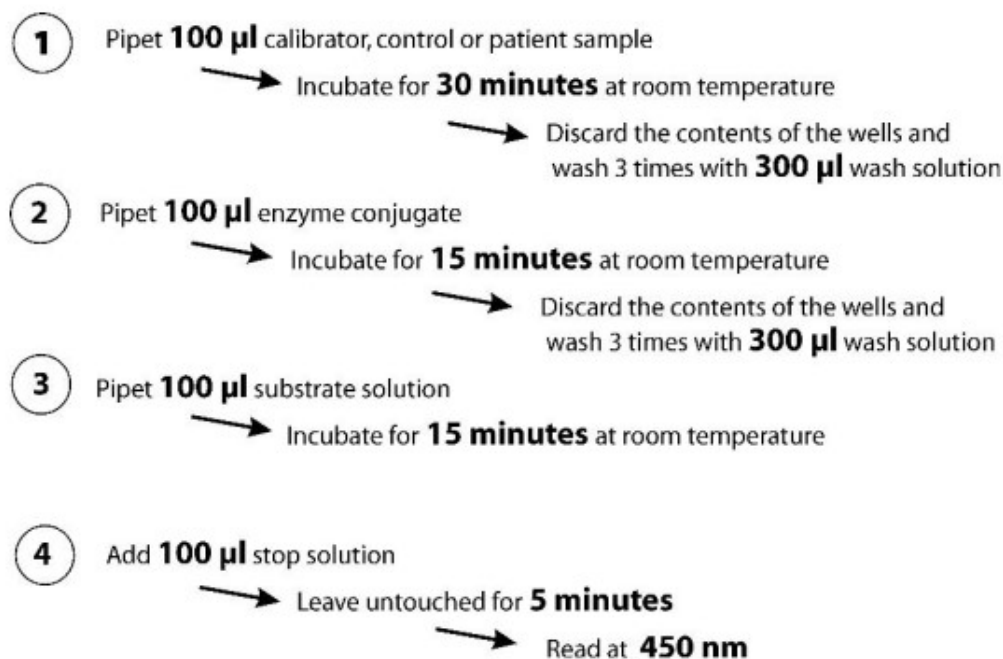 1 Pipet 100 µl calibrator, control or patient sample
Incubate for 30 minutes at room temperature
Discard the contents of the wells and
wash 3 times with 300 µl wash solution
2 Pipet 100 µl enzyme conjugate
Incubate for 15 minutes at room temperature
Discard the contents of the wells and
wash 3 times with 300 µl wash solution
3 Pipet 100 µl substrate solution
Incubate for 15 minutes at room temperature
4 Add 100 µl stop solution
Leave untouched for 5 minutes
Read at 450 nm